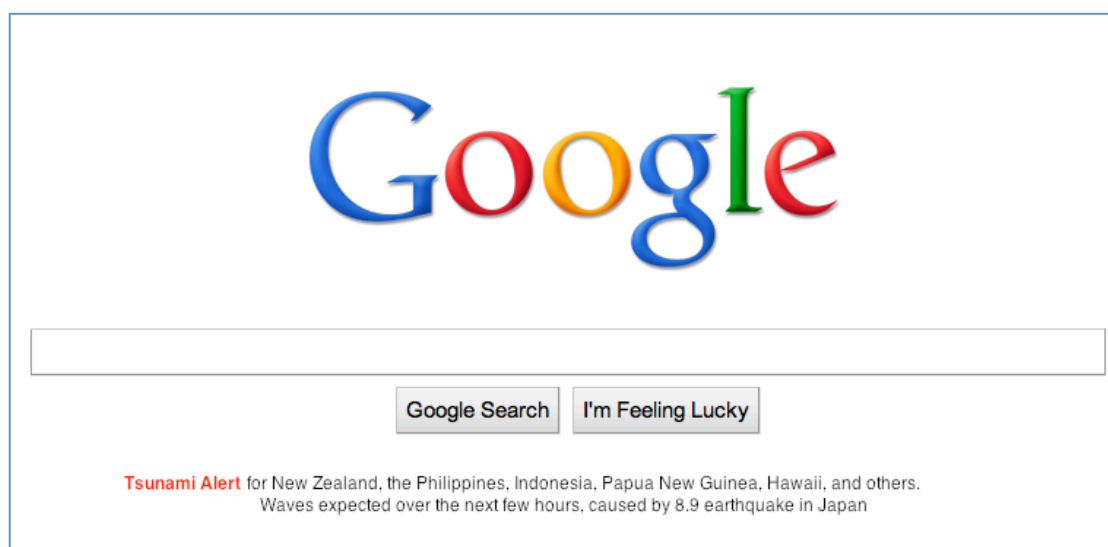 Google
Google Search
I'm Feeling Lucky
Tsunami Alert for New Zealand, the Philippines, Indonesia, Papua New Guinea, Hawaii, and others.
Waves expected over the next few hours, caused by 8.9 earthquake in Japan